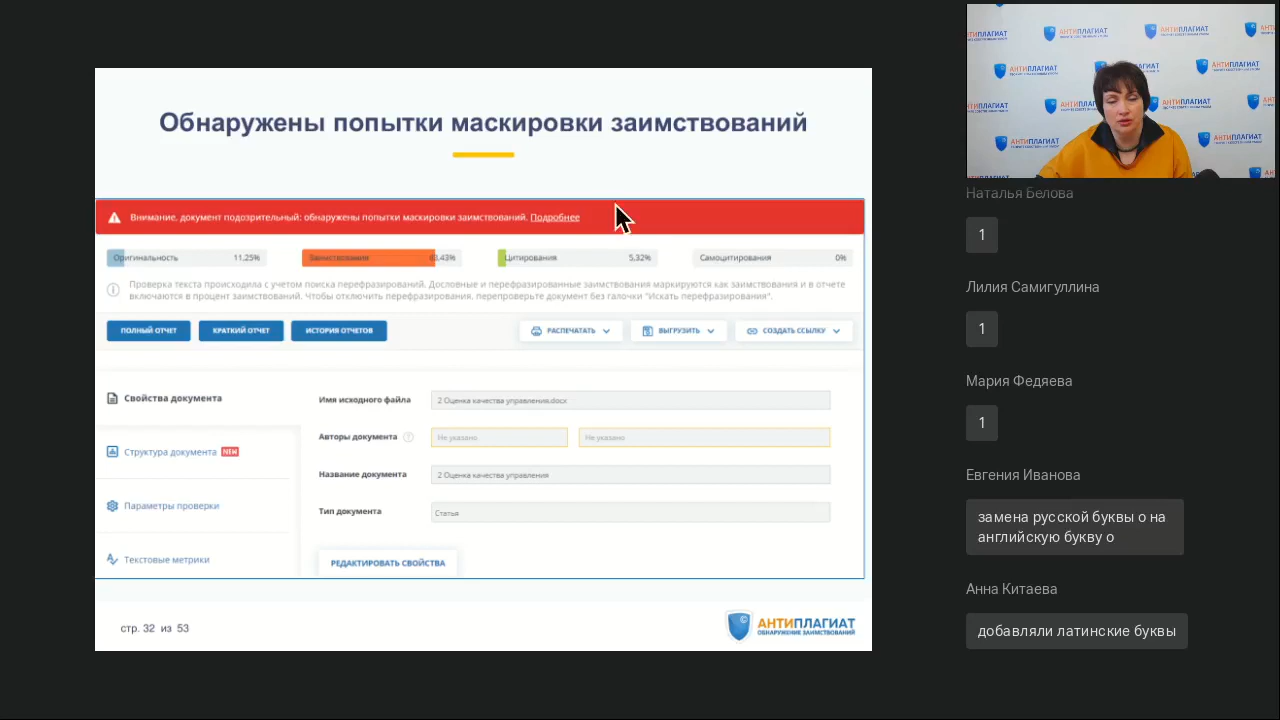 Обнаружены попытки маскировки заимствований
Внимание, документ подозрительный: обнаружены попытки маскировки заимствований. Подробнее
Оригинальность 11,25%
Заимствования 83,43%
Цитирования 5,32%
Самоцитирования 0%
Проверка текста происходила с учетом поиска перефразирований. Дословные и перефразированные заимствования маркируются как заимствования и в отчете
включаются в процент заимствований. Чтобы отключить перефразирования, перепроверьте документ без галочки "Искать перефразирования".
ПОЛНЫЙ ОТЧЕТ
КРАТКИЙ ОТЧЕТ
ИСТОРИЯ ОТЧЕТОВ
РАСПЕЧАТАТЬ
ВЫГРУЗИТЬ
СОЗДАТЬ ССЫЛКУ
Свойства документа
Структура документа NEW
Параметры проверки
Текстовые метрики
Имя исходного файла 2 Оценка качества управления.docx
Авторы документа Не указано Не указано
Название документа 2 Оценка качества управления
Тип документа Статья
РЕДАКТИРОВАТЬ СВОЙСТВА
стр. 32 из 53
АНТИПЛАГИАТ
ОБНАРУЖЕНИЕ ЗАИМСТВОВАНИЙ
АНТИПЛАГИАТ
Наталья Белова
1
Лилия Самигуллина
1
Мария Федяева
1
Евгения Иванова
замена русской буквы о на
английскую букву о
Анна Китаева
добавляли латинские буквы